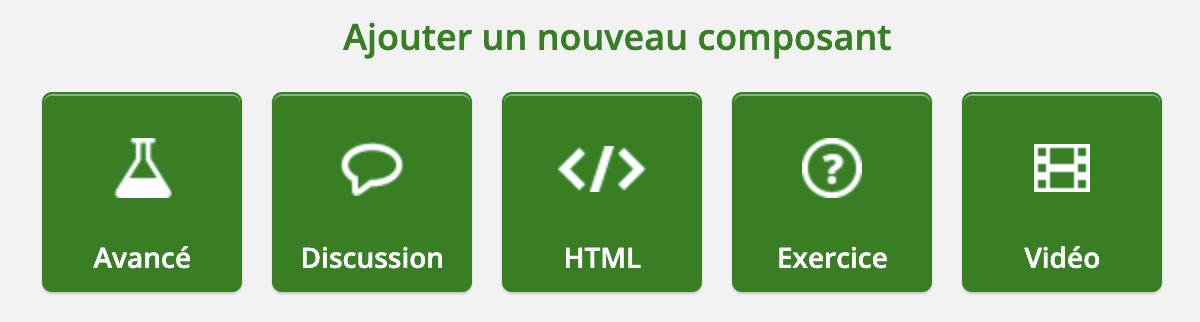 Ajouter un nouveau composant
Avancé
Discussion
HTML
Exercice
Vidéo